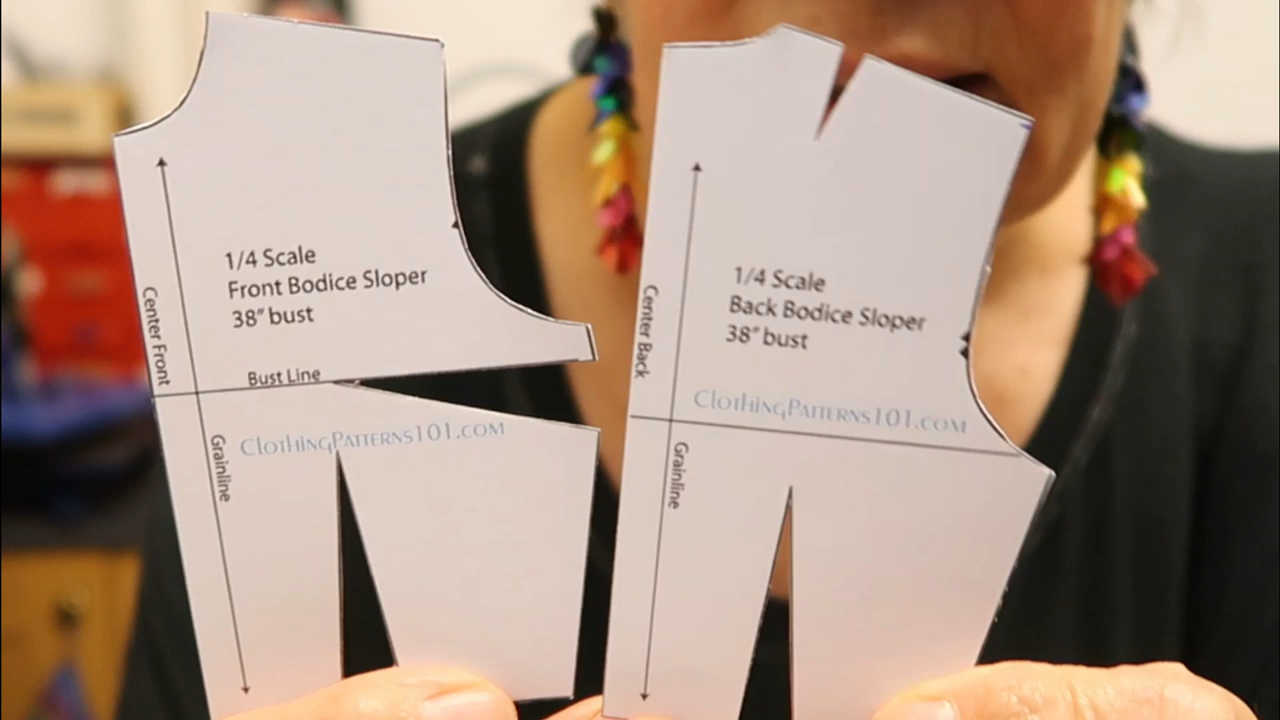 1/4 Scale
Front Bodice Sloper
38" bust
Center Front
Bust Line
ClothingPatterns101.com
Grainline
1/4 Scale
Back Bodice Sloper
38" bust
Center Back
ClothingPatterns101.com
Grainline